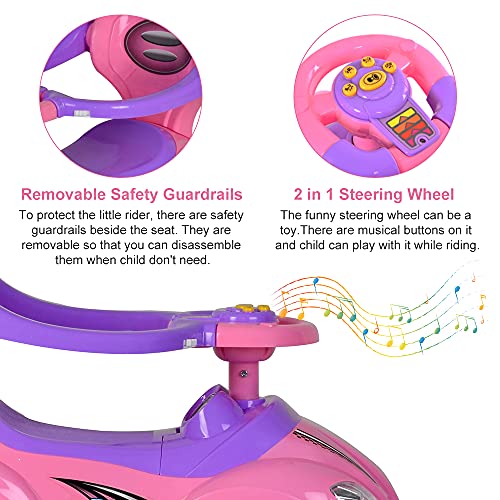 Removable Safety Guardrails
To protect the little rider, there are safety
guardrails beside the seat. They are
removable so that you can disassemble
them when child don't need.
2 in 1 Steering Wheel
The funny steering wheel can be a
toy.There are musical buttons on it
and child can play with it while riding.